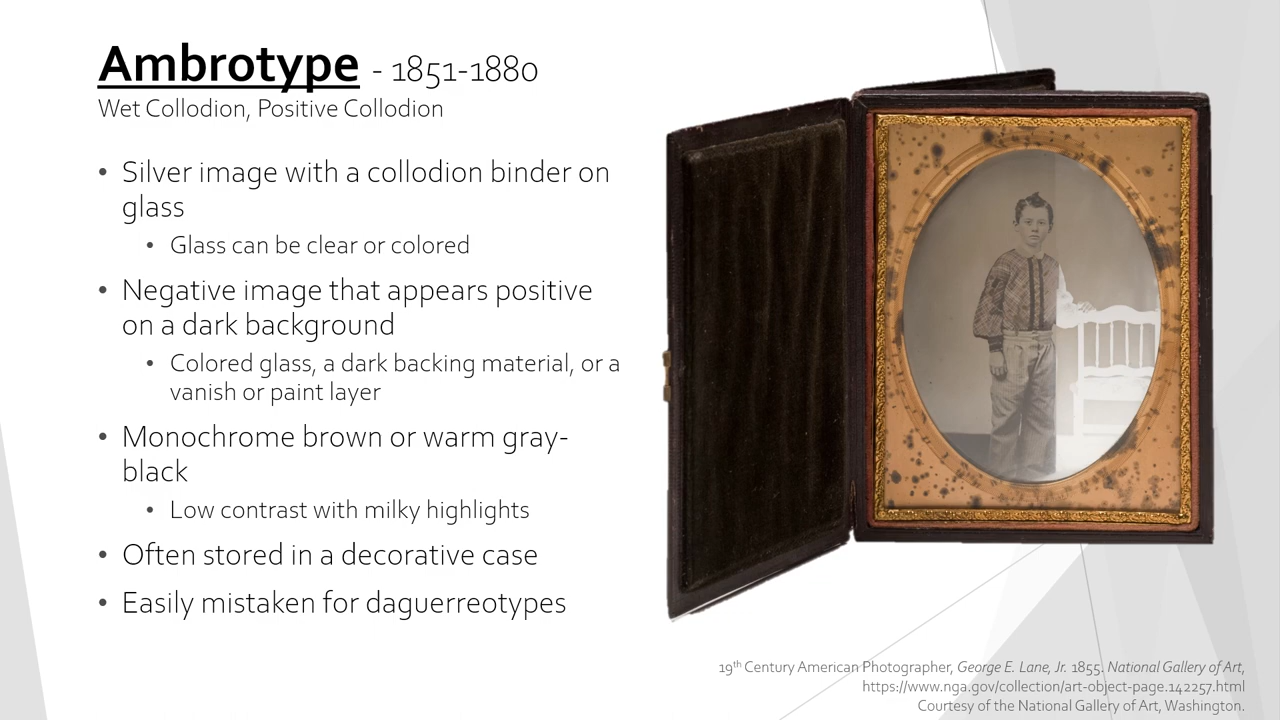 Ambrotype - 1851-1880
Wet Collodion, Positive Collodion
• Silver image with a collodion binder on
glass
• Glass can be clear or colored
• Negative image that appears positive
on a dark background
• Colored glass, a dark backing material, or a
vanish or paint layer
• Monochrome brown or warm gray-
black
• Low contrast with milky highlights
• Often stored in a decorative case
• Easily mistaken for daguerreotypes
19th Century American Photographer, George E. Lane, Jr. 1855. National Gallery of Art,
https://www.nga.gov/collection/art-object-page.142257.html
Courtesy of the National Gallery of Art, Washington.